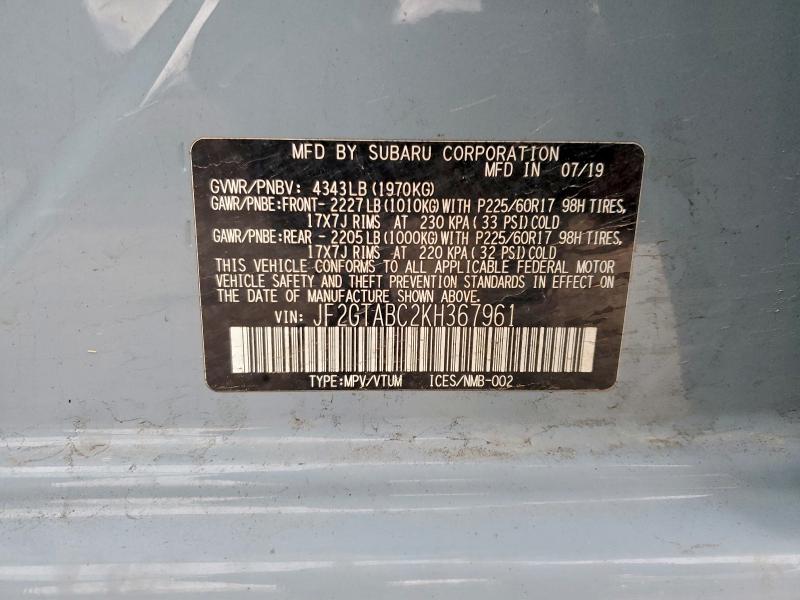 MFD BY SUBARU CORPORATION
MFD IN 07/19
GVWR/PNBV: 4343LB(1970KG)
GAWR/PNBE:FRONT- 2227LB(1010KG)WITH P225/60R17 98H TIRES,
17X7J RIMS AT 230 KPA(33 PSI)COLD
GAWR/PNBE:REAR - 2205LB(1000KG)WITH P225/60R17 98H TIRES,
17X7J RIMS AT 220 KPA(32 PSI)COLD
THIS VEHICLE CONFORMS TO ALL APPLICABLE FEDERAL MOTOR
VEHICLE SAFETY AND THEFT PREVENTION STANDARDS IN EFFECT ON
THE DATE OF MANUFACTURE SHOWN ABOVE.
VIN: JF2GTABC2KH367961
TYPE:MPV/VTUM ICES/NMB-002